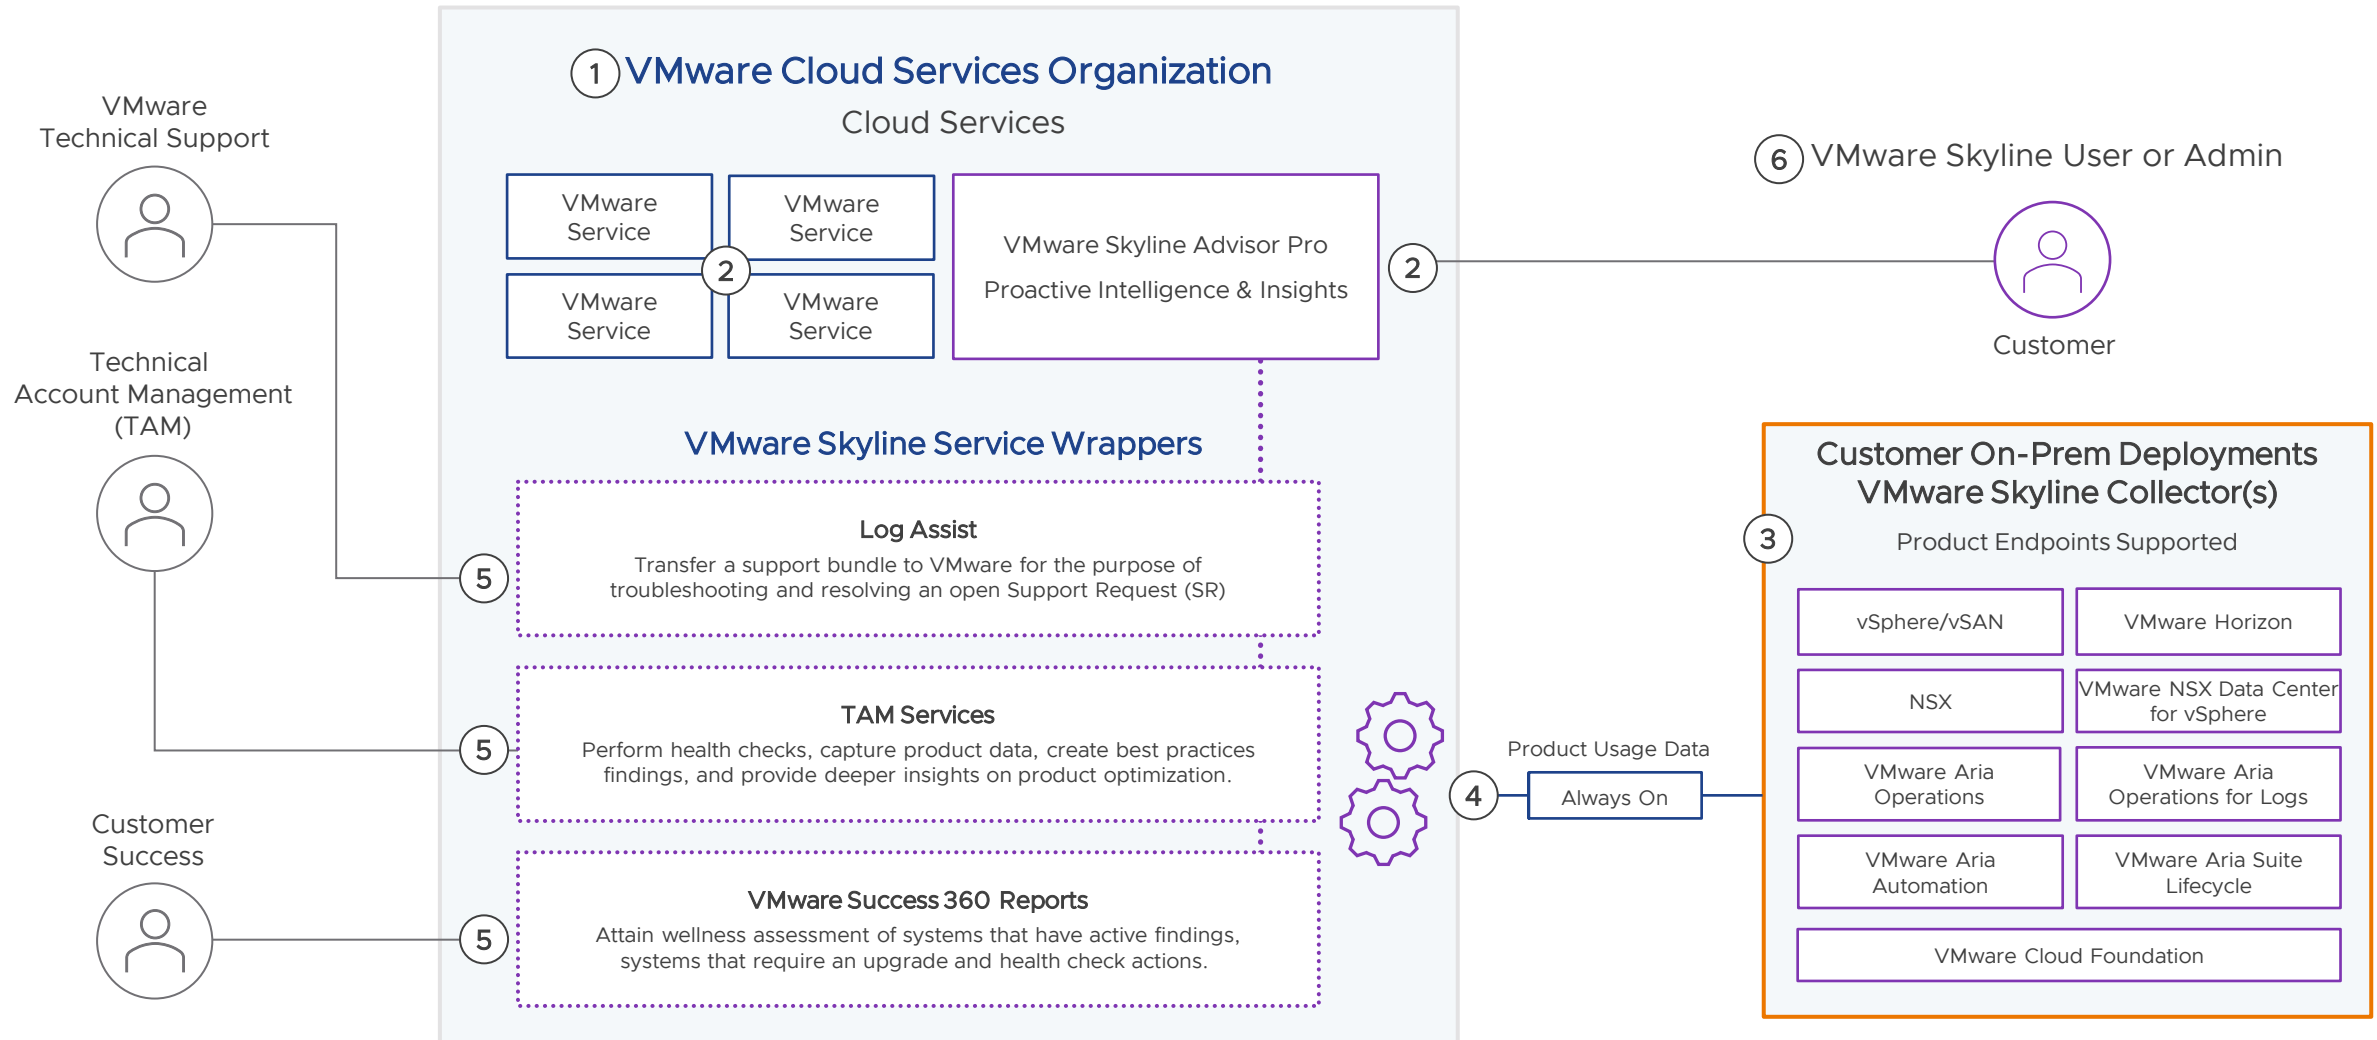 1 VMware Cloud Services Organization
Cloud Services
VMware
Technical Support
6 VMware Skyline User or Admin
VMware
Service
VMware
Service
2
VMware
Service
VMware
Service
VMware Skyline Advisor Pro
Proactive Intelligence & Insights
2
Customer
Technical
Account Management
(TAM)
VMware Skyline Service Wrappers
5
Log Assist
Transfer a support bundle to VMware for the purpose of
troubleshooting and resolving an open Support Request (SR)
5
TAM Services
Perform health checks, capture product data, create best practices
findings, and provide deeper insights on product optimization.
Customer
Success
5
VMware Success 360 Reports
Attain wellness assessment of systems that have active findings,
systems that require an upgrade and health check actions.
4
Product Usage Data
Always On
Customer On-Prem Deployments
VMware Skyline Collector(s)
3
Product Endpoints Supported
vSphere/vSAN
VMware Horizon
NSX
VMware NSX Data Center
for vSphere
VMware Aria
Operations
VMware Aria
Operations for Logs
VMware Aria
Automation
VMware Aria Suite
Lifecycle
VMware Cloud Foundation